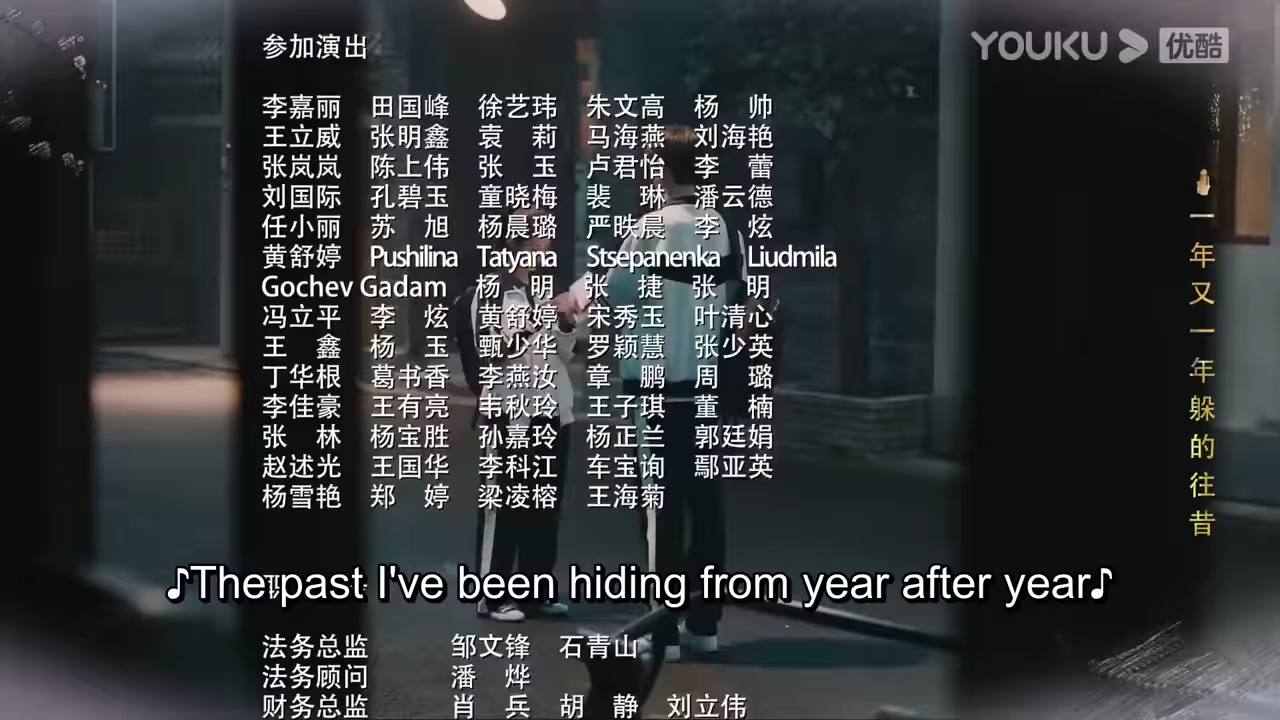 YOUKU 优酷
参加演出
李嘉丽 田国峰 徐艺玮 朱文高 杨 帅
王立威 张明鑫 袁 莉 马海燕 刘海艳
张岚岚 陈上伟 张 玉 卢君怡 李 蕾
刘国际 孔碧玉 童晓梅 裴 琳 潘云德
任小丽 苏 旭 杨晨璐 严昳晨 李 炫
黄舒婷 Pushilina Tatyana Stsepanenka Liudmila
Gochev Gadam 杨 明 张 捷 张 明
冯立平 李 炫 黄舒婷 宋秀玉 叶清心
王 鑫 杨 玉 甄少华 罗颖慧 张少英
丁华根 葛书香 李燕汝 章 鹏 周 璐
李佳豪 王有亮 韦秋玲 王子琪 董 楠
张 林 杨宝胜 孙嘉玲 杨正兰 郭廷娟
赵述光 王国华 李科江 车宝询 鄢亚英
杨雪艳 郑 婷 梁凌榕 王海菊
一年又一年躲的往昔
♪The past I've been hiding from year after year♪
法务总监 邹文锋 石青山
法务顾问 潘 烨
财务总监 肖 兵 胡 静 刘立伟